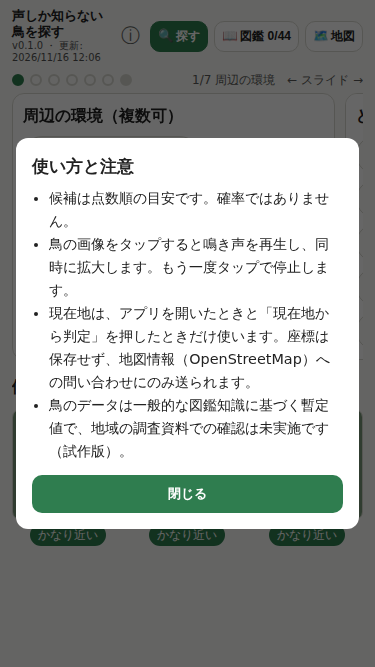 声しか知らない
鳥を探す
v0.1.0 · 更新:
2026/11/16 12:06
ⓘ
🔍 探す
📖 図鑑 0/44
🗺️ 地図
1/7 周辺の環境 ← スライド →
周辺の環境（複数可）
使い方と注意
• 候補は点数順の目安です。確率ではありませ
ん。
• 鳥の画像をタップすると鳴き声を再生し、同
時に拡大します。もう一度タップで停止しま
す。
• 現在地は、アプリを開いたときと「現在地か
ら判定」を押したときだけ使います。座標は
保存せず、地図情報（OpenStreetMap）へ
の問い合わせにのみ送られます。
• 鳥のデータは一般的な図鑑知識に基づく暫定
値で、地域の調査資料での確認は未実施です
（試作版）。
閉じる
かなり近い
かなり近い
かなり近い